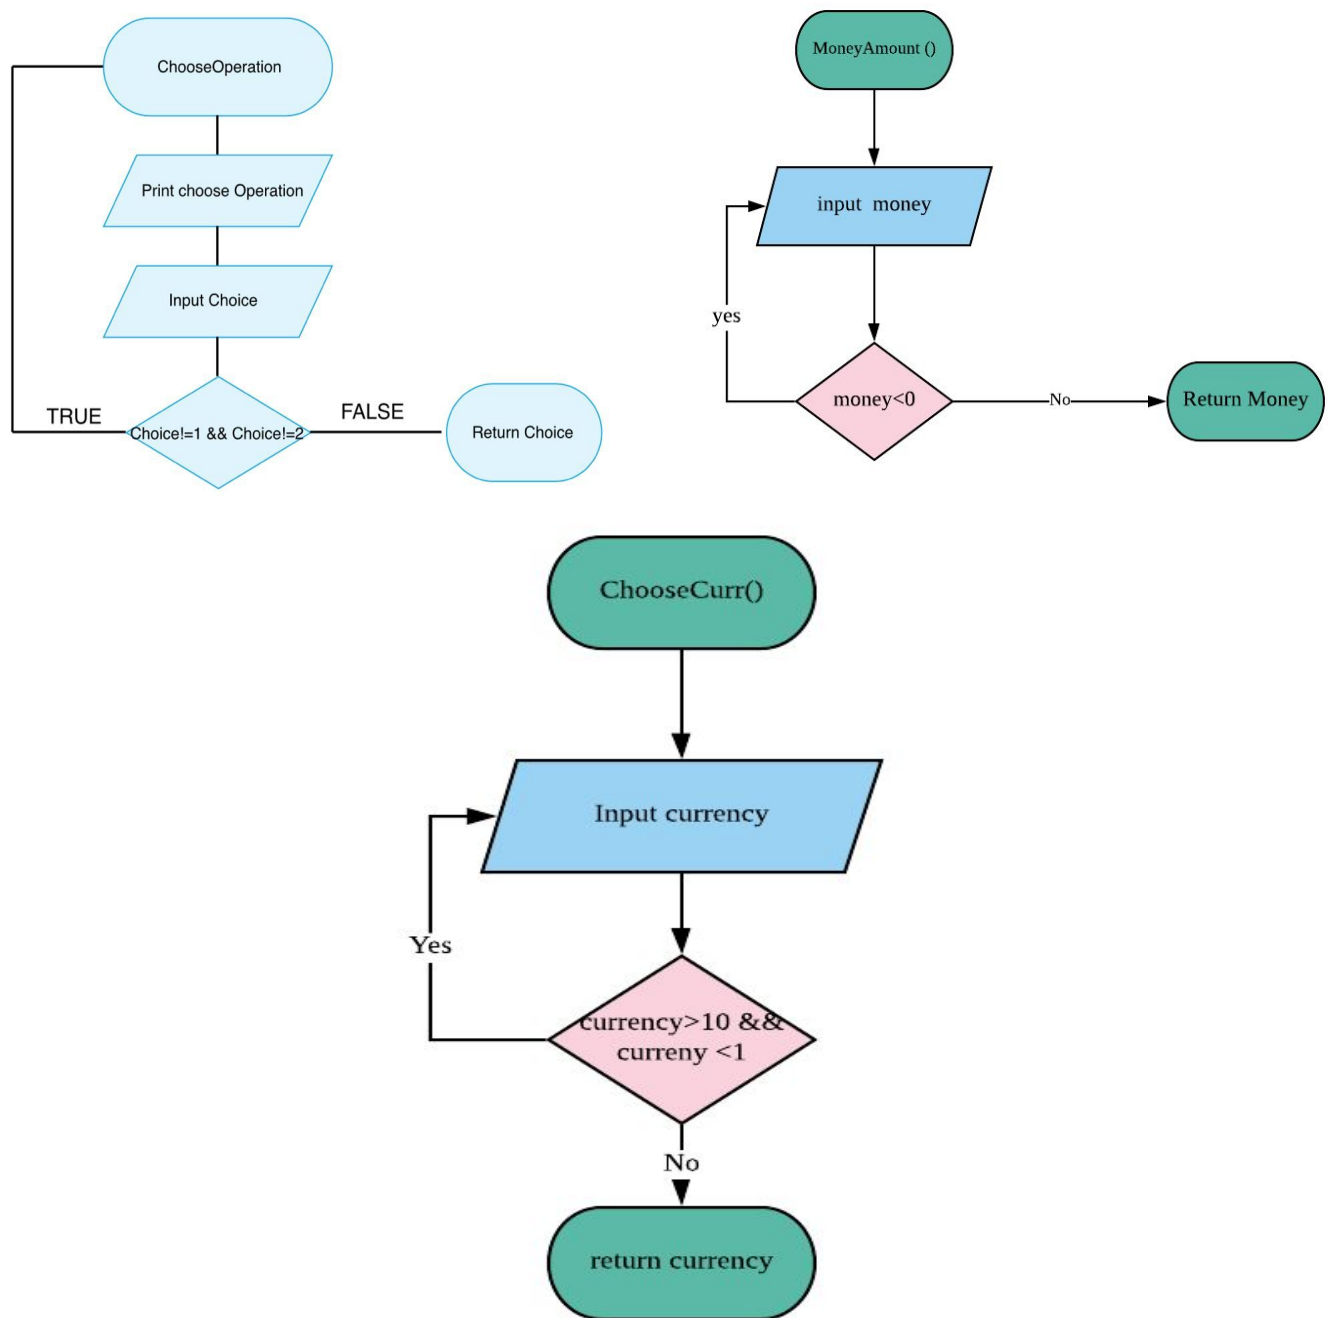 ChooseOperation
Print choose Operation
Input Choice
Choice!=1 && Choice!=2
TRUE
FALSE
Return Choice
MoneyAmount ()
input money
yes
money<0
No
Return Money
ChooseCurr()
Input currency
Yes
currency>10 &&
curreny <1
No
return currency